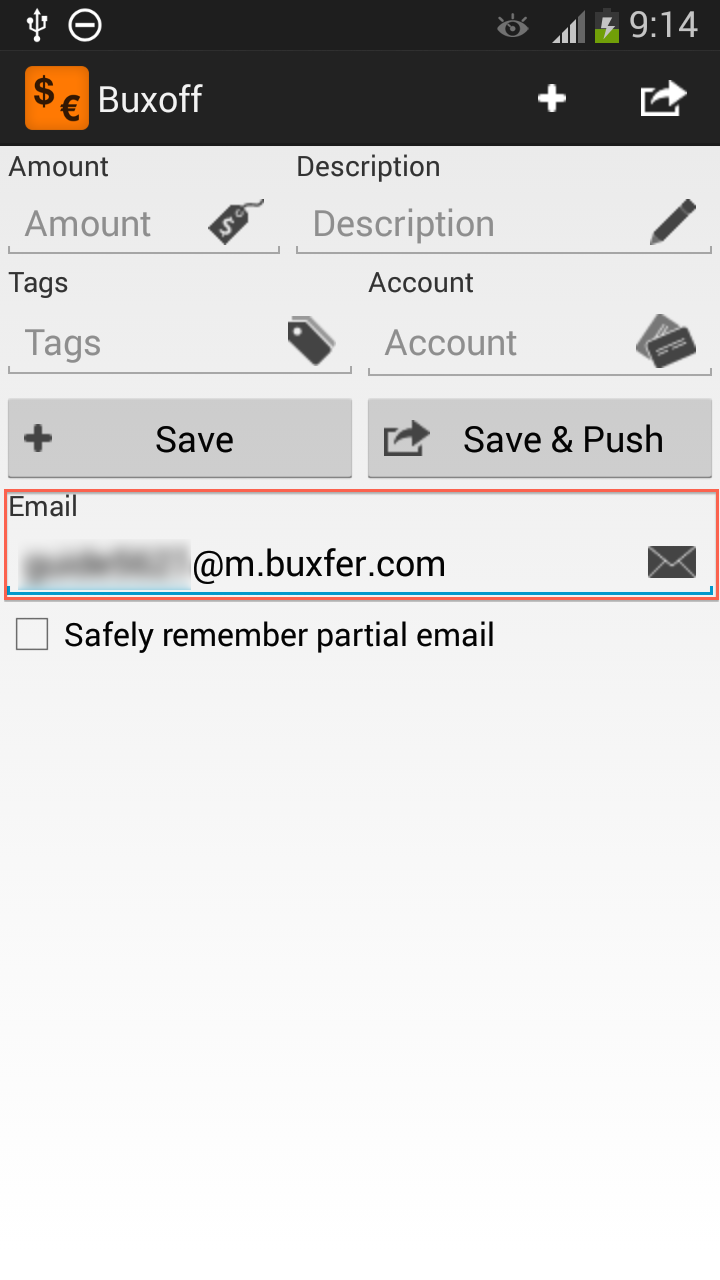 9:14
$ € Buxoff
Amount Description
Amount $ Description
Tags Account
Tags Account
Save Save & Push
Email
@m.buxfer.com
Safely remember partial email